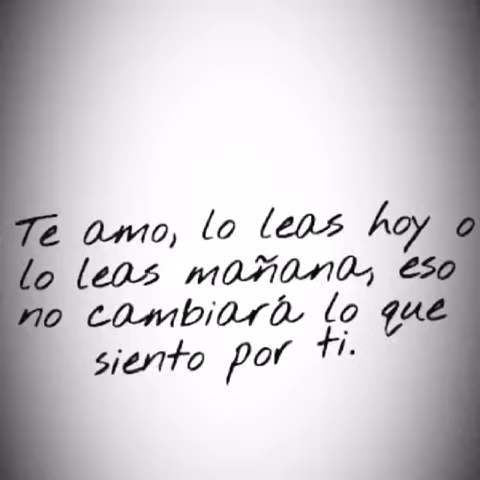 Te amo, lo leas hoy o
lo leas mañana, eso
no cambiará lo que
siento por ti.